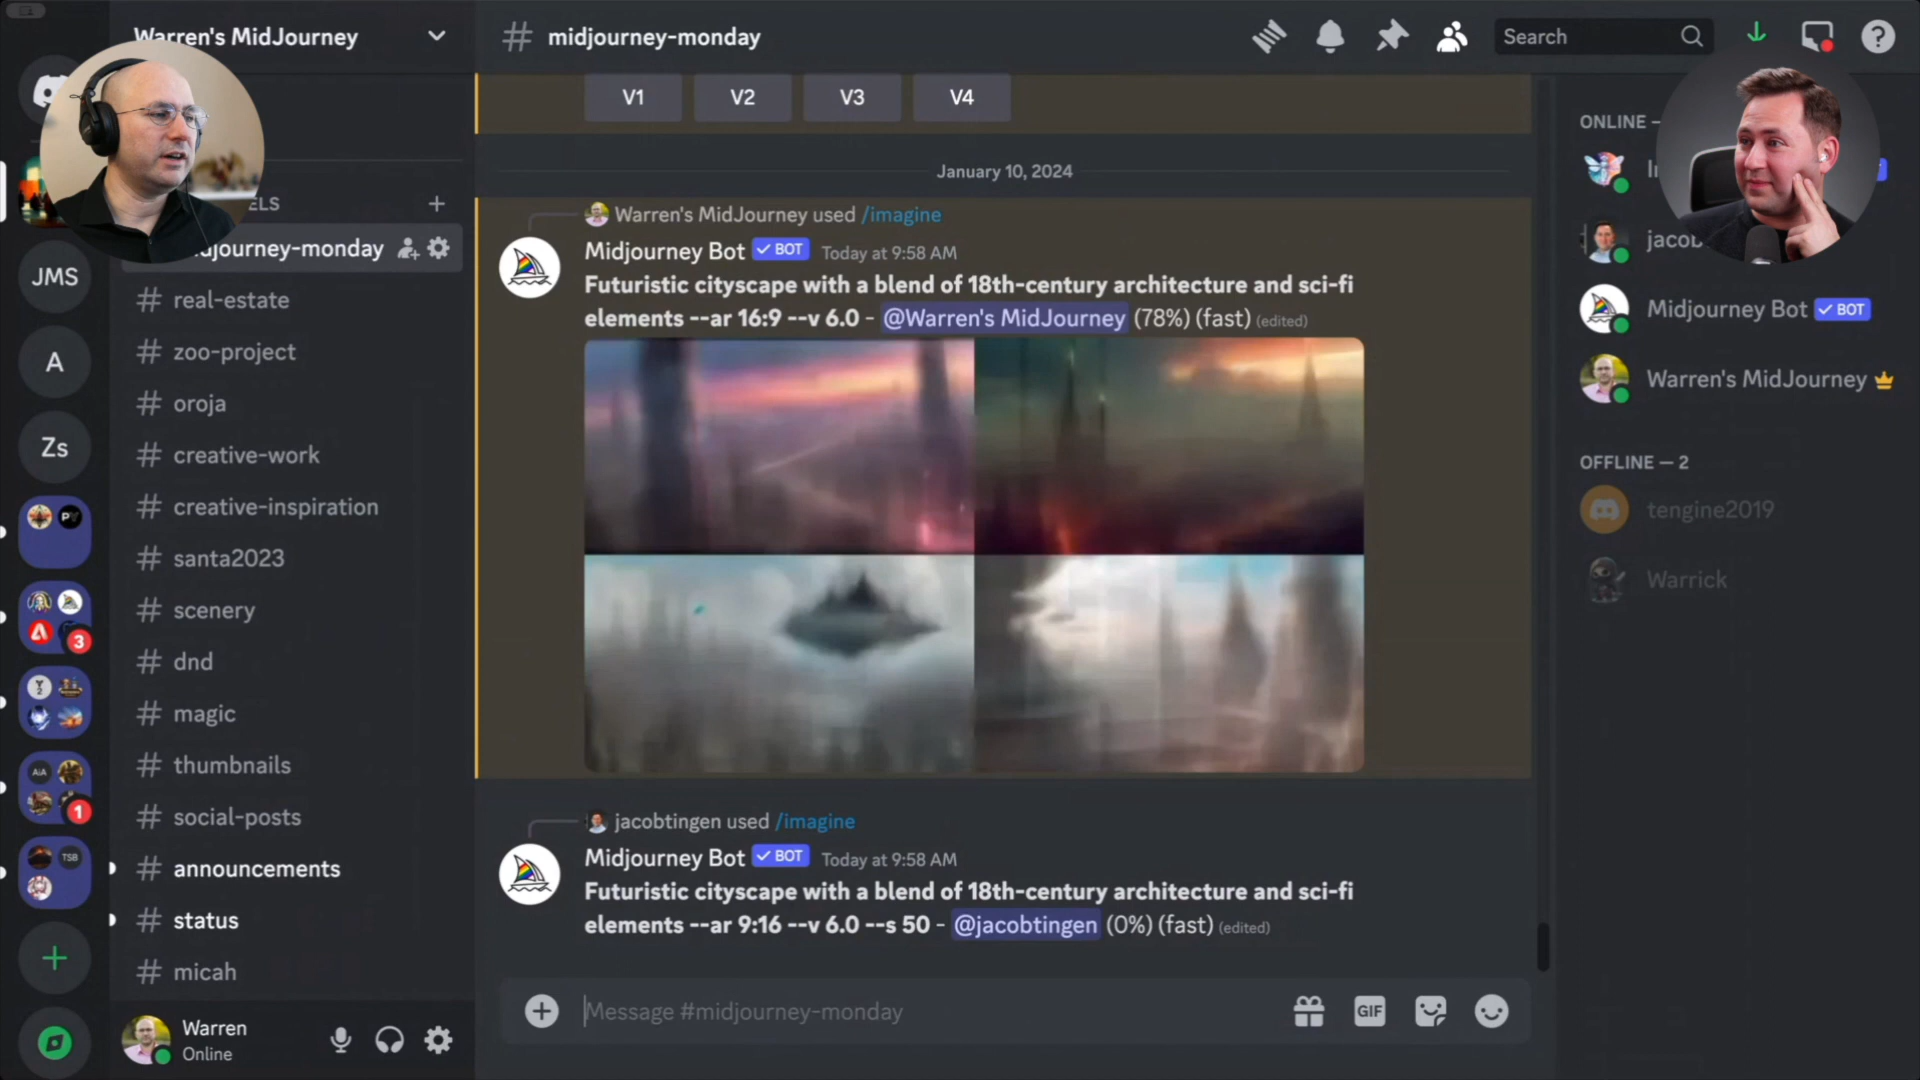 Warren's MidJourney
midjourney-monday
Search
V1
V2
V3
V4
January 10, 2024
ELS
djourney-monday
real-estate
zoo-project
oroja
creative-work
creative-inspiration
santa2023
scenery
dnd
magic
thumbnails
social-posts
announcements
status
micah
JMS
A
Zs
3
AiA
1
TSB
Warren
Online
Warren's MidJourney used /imagine
Midjourney Bot BOT Today at 9:58 AM
Futuristic cityscape with a blend of 18th-century architecture and sci-fi
elements --ar 16:9 --v 6.0 - @Warren's MidJourney (78%) (fast) (edited)
jacobtingen used /imagine
Midjourney Bot BOT Today at 9:58 AM
Futuristic cityscape with a blend of 18th-century architecture and sci-fi
elements --ar 9:16 --v 6.0 --s 50 - @jacobtingen (0%) (fast) (edited)
Message #midjourney-monday
GIF
ONLINE —
jacob
Midjourney Bot BOT
Warren's MidJourney
OFFLINE — 2
tengine2019
Warrick